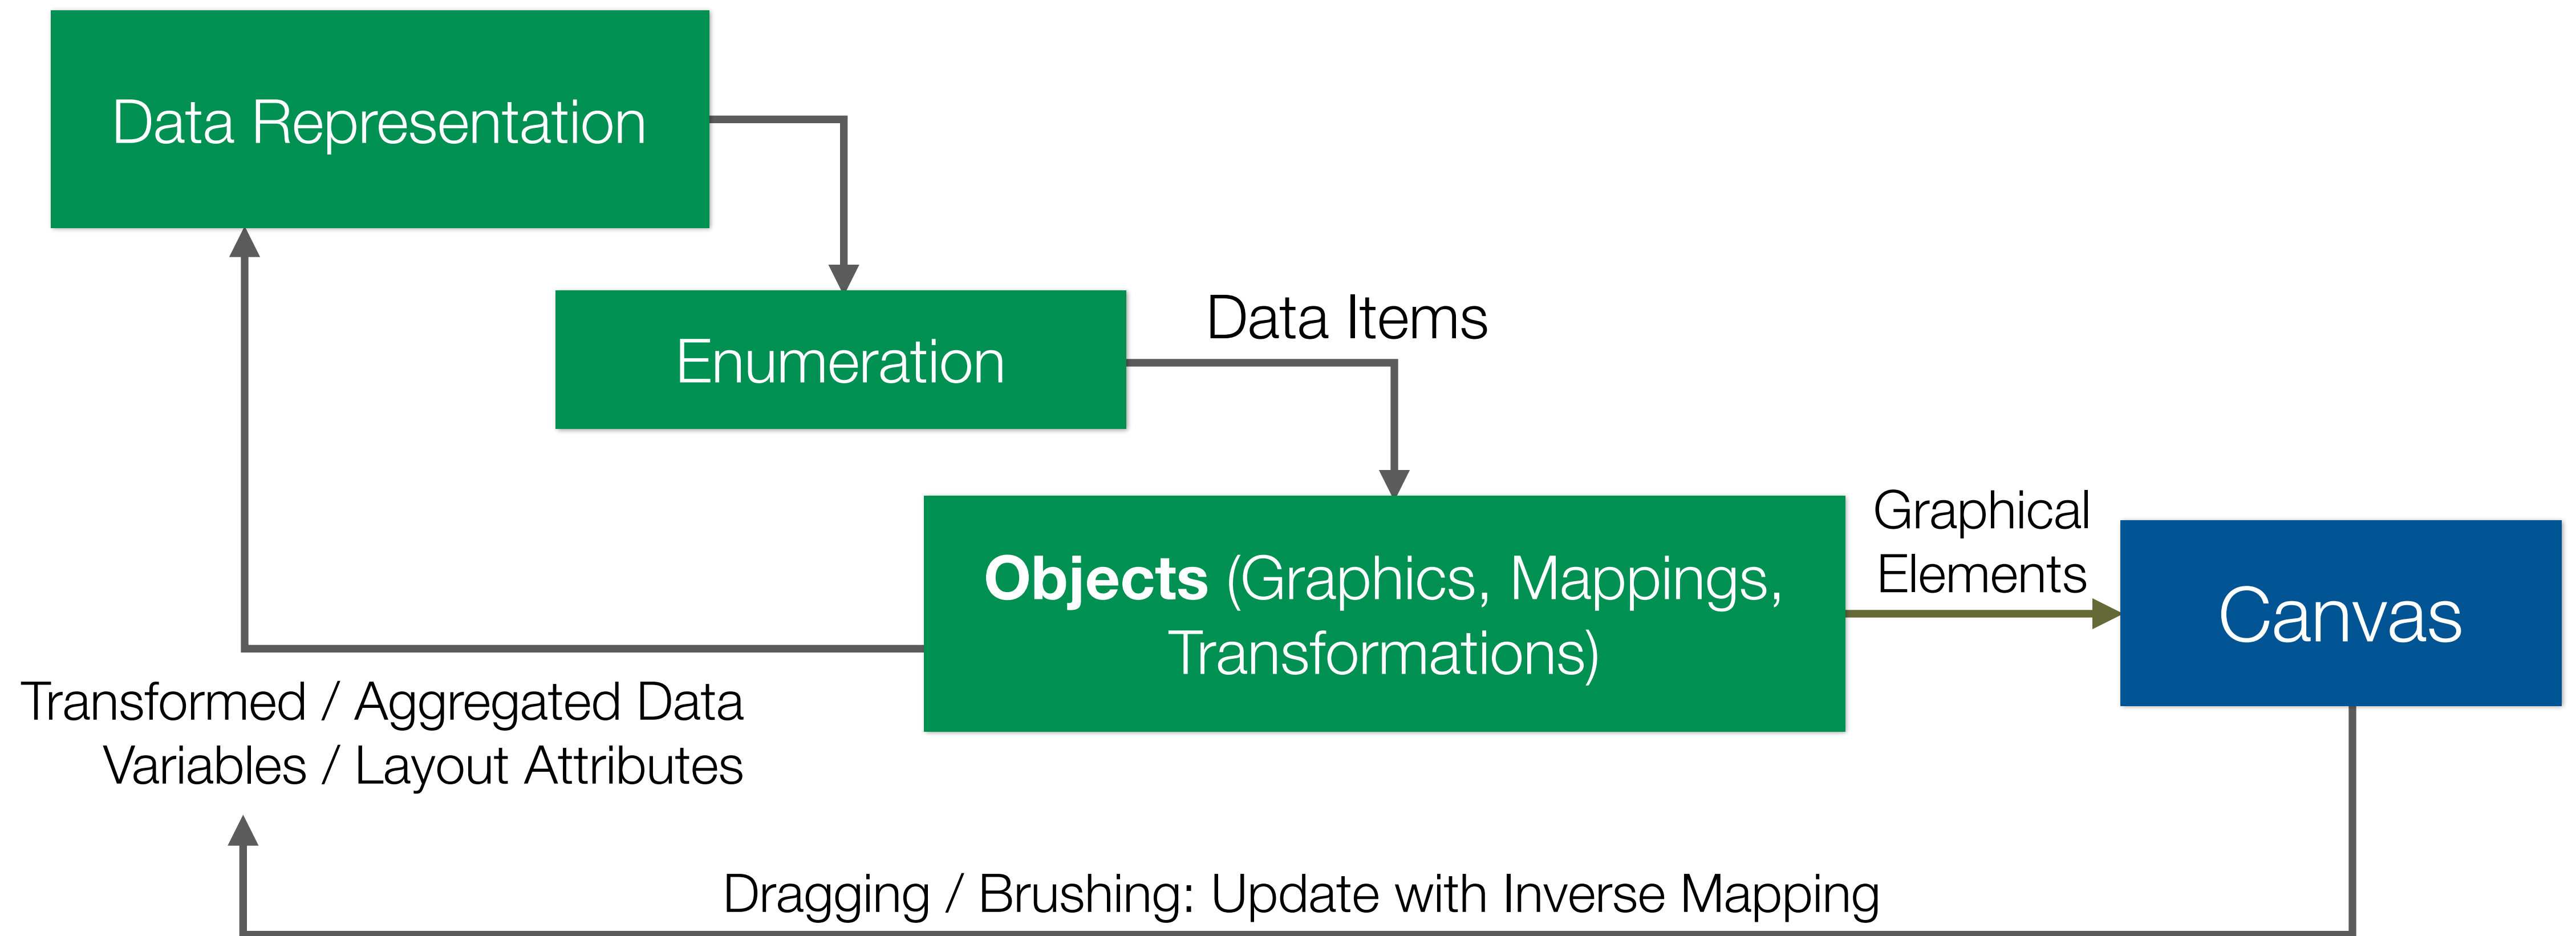 Data Representation
Enumeration
Data Items
Objects (Graphics, Mappings,
Transformations)
Graphical
Elements
Canvas
Transformed / Aggregated Data
Variables / Layout Attributes
Dragging / Brushing: Update with Inverse Mapping